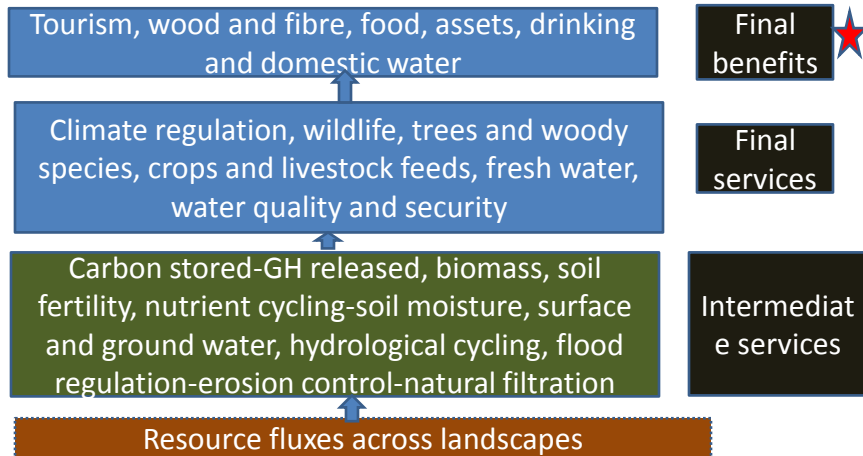 Tourism, wood and fibre, food, assets, drinking
and domestic water
Final
benefits
Climate regulation, wildlife, trees and woody
species, crops and livestock feeds, fresh water,
water quality and security
Final
services
Carbon stored-GH released, biomass, soil
fertility, nutrient cycling-soil moisture, surface
and ground water, hydrological cycling, flood
regulation-erosion control-natural filtration
Intermediat
e services
Resource fluxes across landscapes